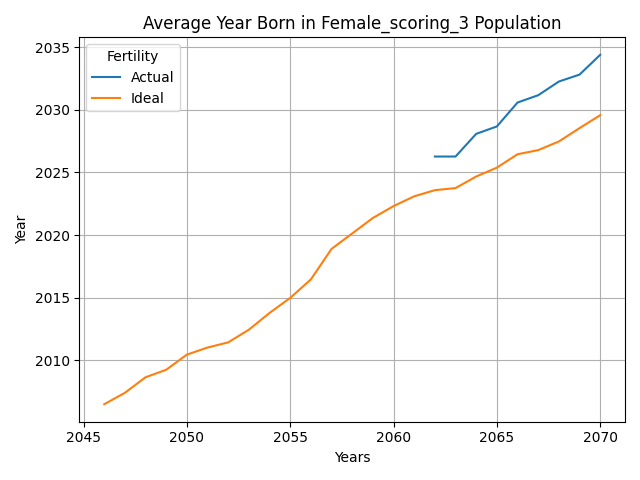 Average Year Born in Female_scoring_3 Population
Fertility
Actual
Ideal
Year
2035
2030
2025
2020
2015
2010
2045
2050
2055
2060
2065
2070
Years